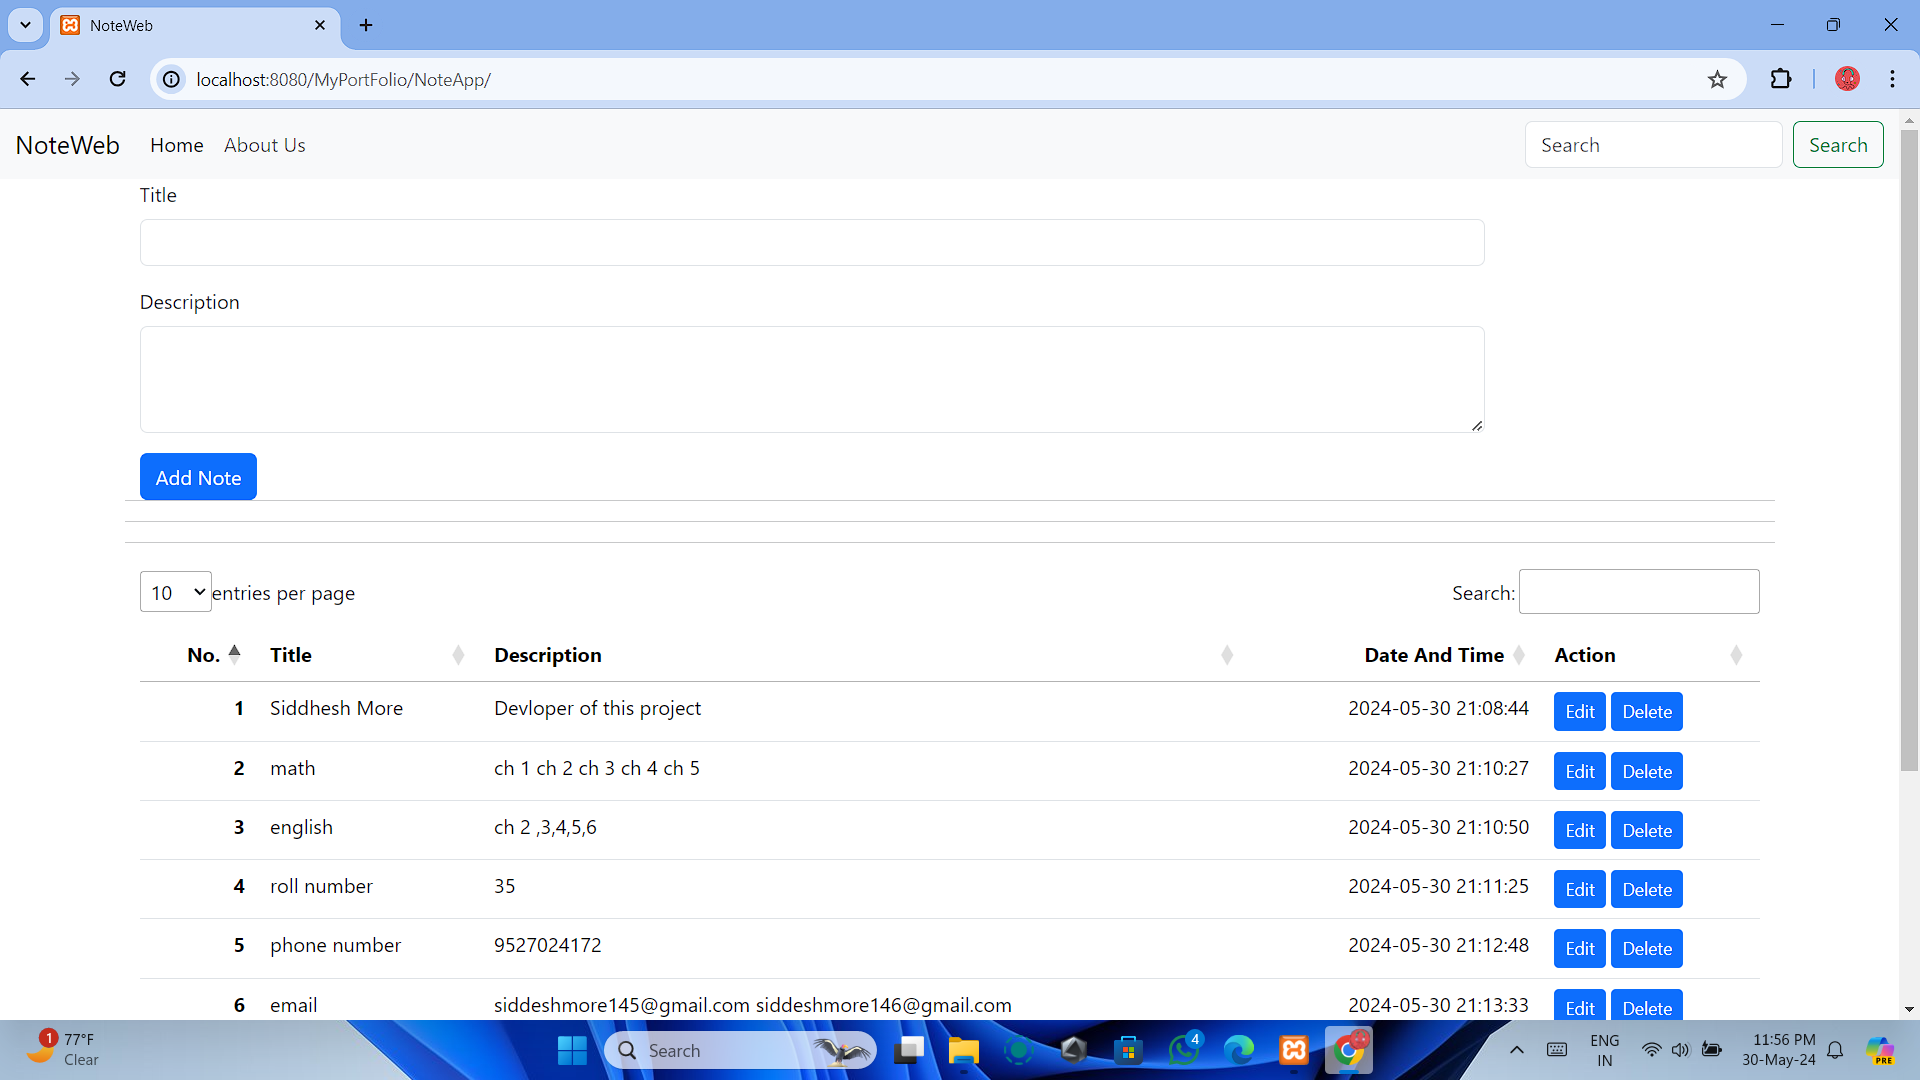 NoteWeb
localhost:8080/MyPortFolio/NoteApp/
NoteWeb Home About Us Search Search
Title
Description
Add Note
10 entries per page Search:
No. Title Description Date And Time Action
1 Siddhesh More Devloper of this project 2024-05-30 21:08:44 Edit Delete
2 math ch 1 ch 2 ch 3 ch 4 ch 5 2024-05-30 21:10:27 Edit Delete
3 english ch 2 ,3,4,5,6 2024-05-30 21:10:50 Edit Delete
4 roll number 35 2024-05-30 21:11:25 Edit Delete
5 phone number 9527024172 2024-05-30 21:12:48 Edit Delete
6 email siddeshmore145@gmail.com siddeshmore146@gmail.com 2024-05-30 21:13:33 Edit Delete
1 77°F Search 4 ENG 11:56 PM
Clear IN 30-May-24 PRE